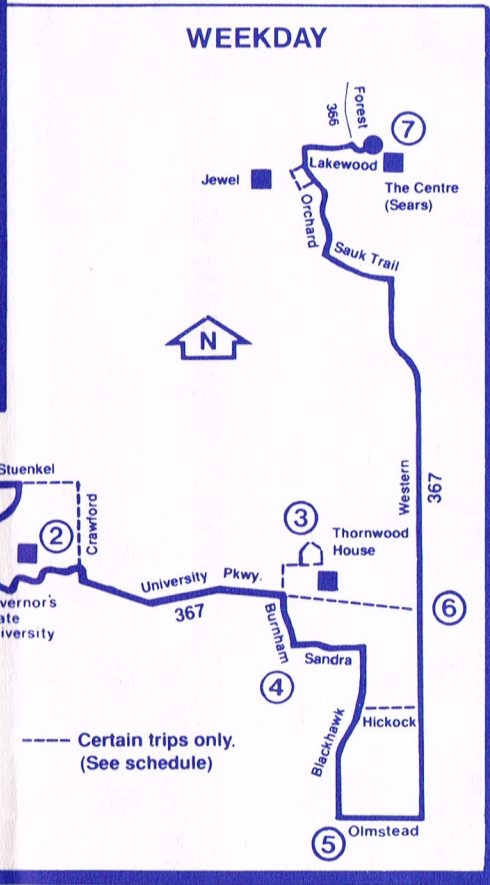 WEEKDAY
Forest
366
7
Lakewood
Jewel
The Centre
(Sears)
Orchard
Sauk Trail
N
Western
367
Stuenkel
Crawford
2
3
Thornwood
House
University Pkwy.
367
6
vernor's
ate
iversity
Burnham
Sandra
4
Hickock
Blackhawk
---- Certain trips only.
(See schedule)
5
Olmstead